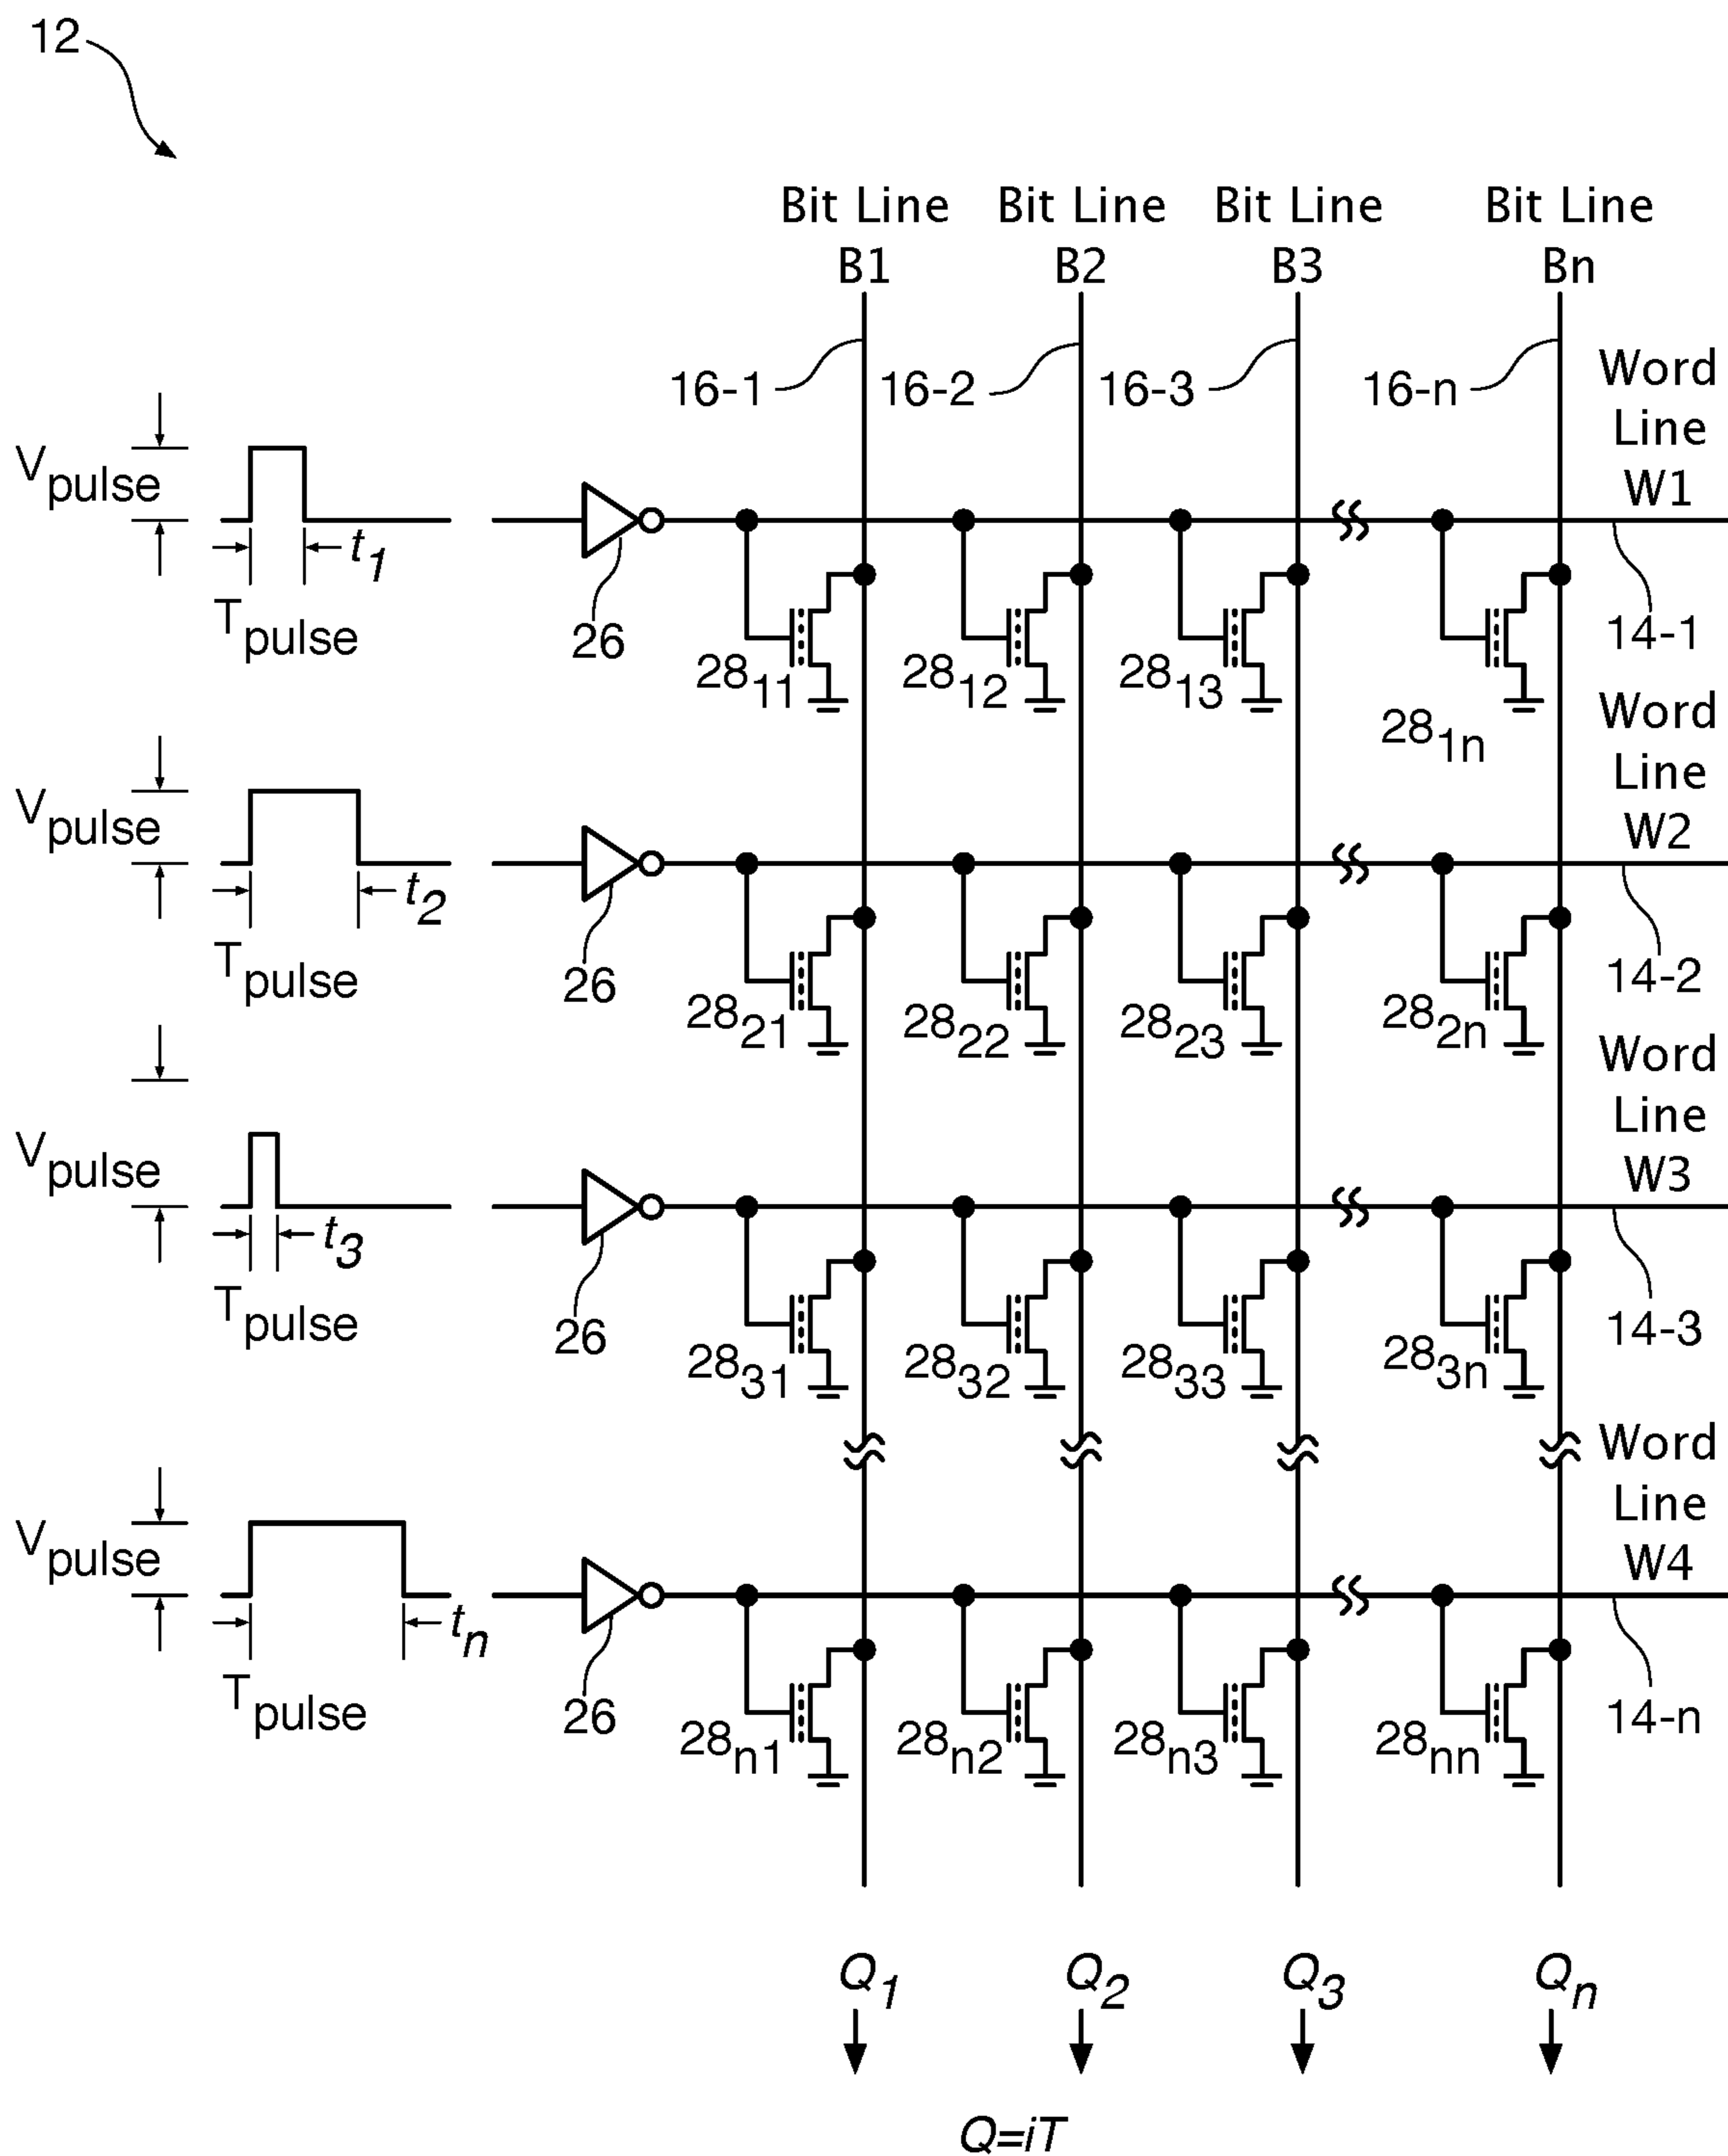 12
Bit Line B1
Bit Line B2
Bit Line B3
Bit Line Bn
16-1
16-2
16-3
16-n
Word Line W1
Vpulse
t1
Tpulse
26
2811
2812
2813
281n
14-1
Word Line W2
Vpulse
t2
Tpulse
26
2821
2822
2823
282n
14-2
Word Line W3
Vpulse
t3
Tpulse
26
2831
2832
2833
283n
14-3
Word Line W4
Vpulse
tn
Tpulse
26
28n1
28n2
28n3
28nn
14-n
Q1
Q2
Q3
Qn
Q=iT